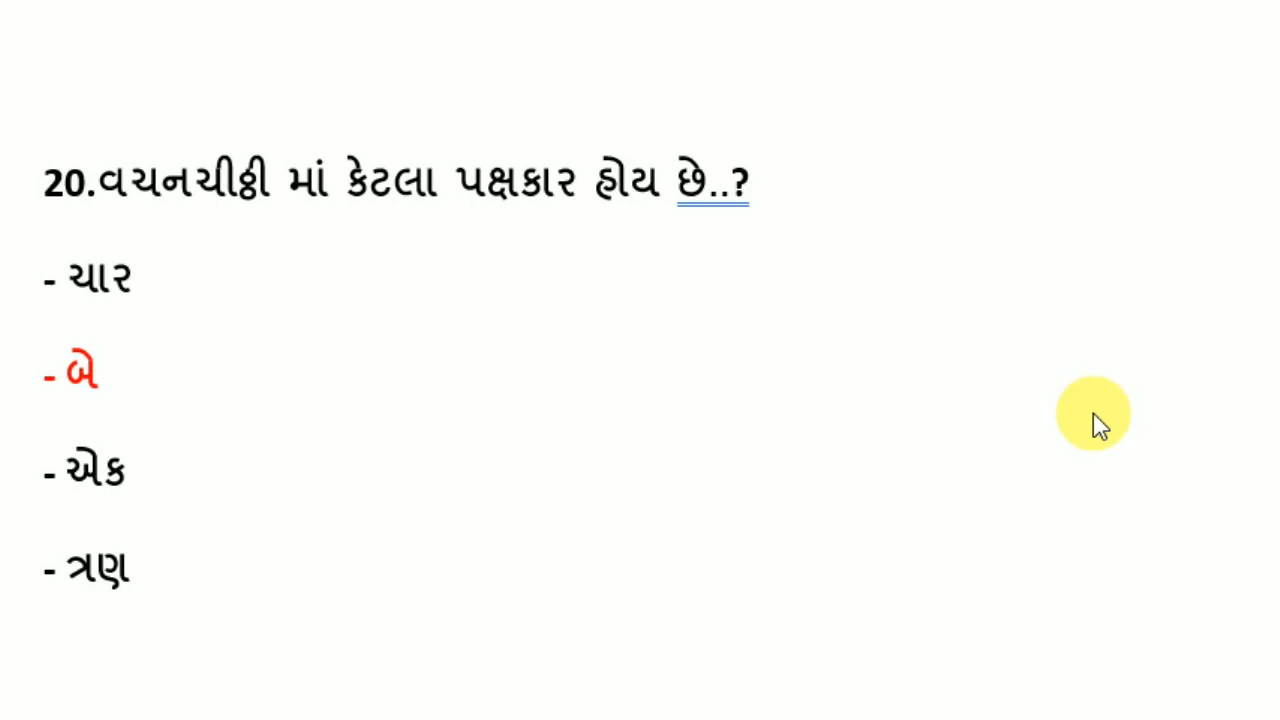 20.વચનચીઠ્ઠી માં કેટલા પક્ષકાર હોય છે..?
- ચાર
- બે
- એક
- ત્રણ